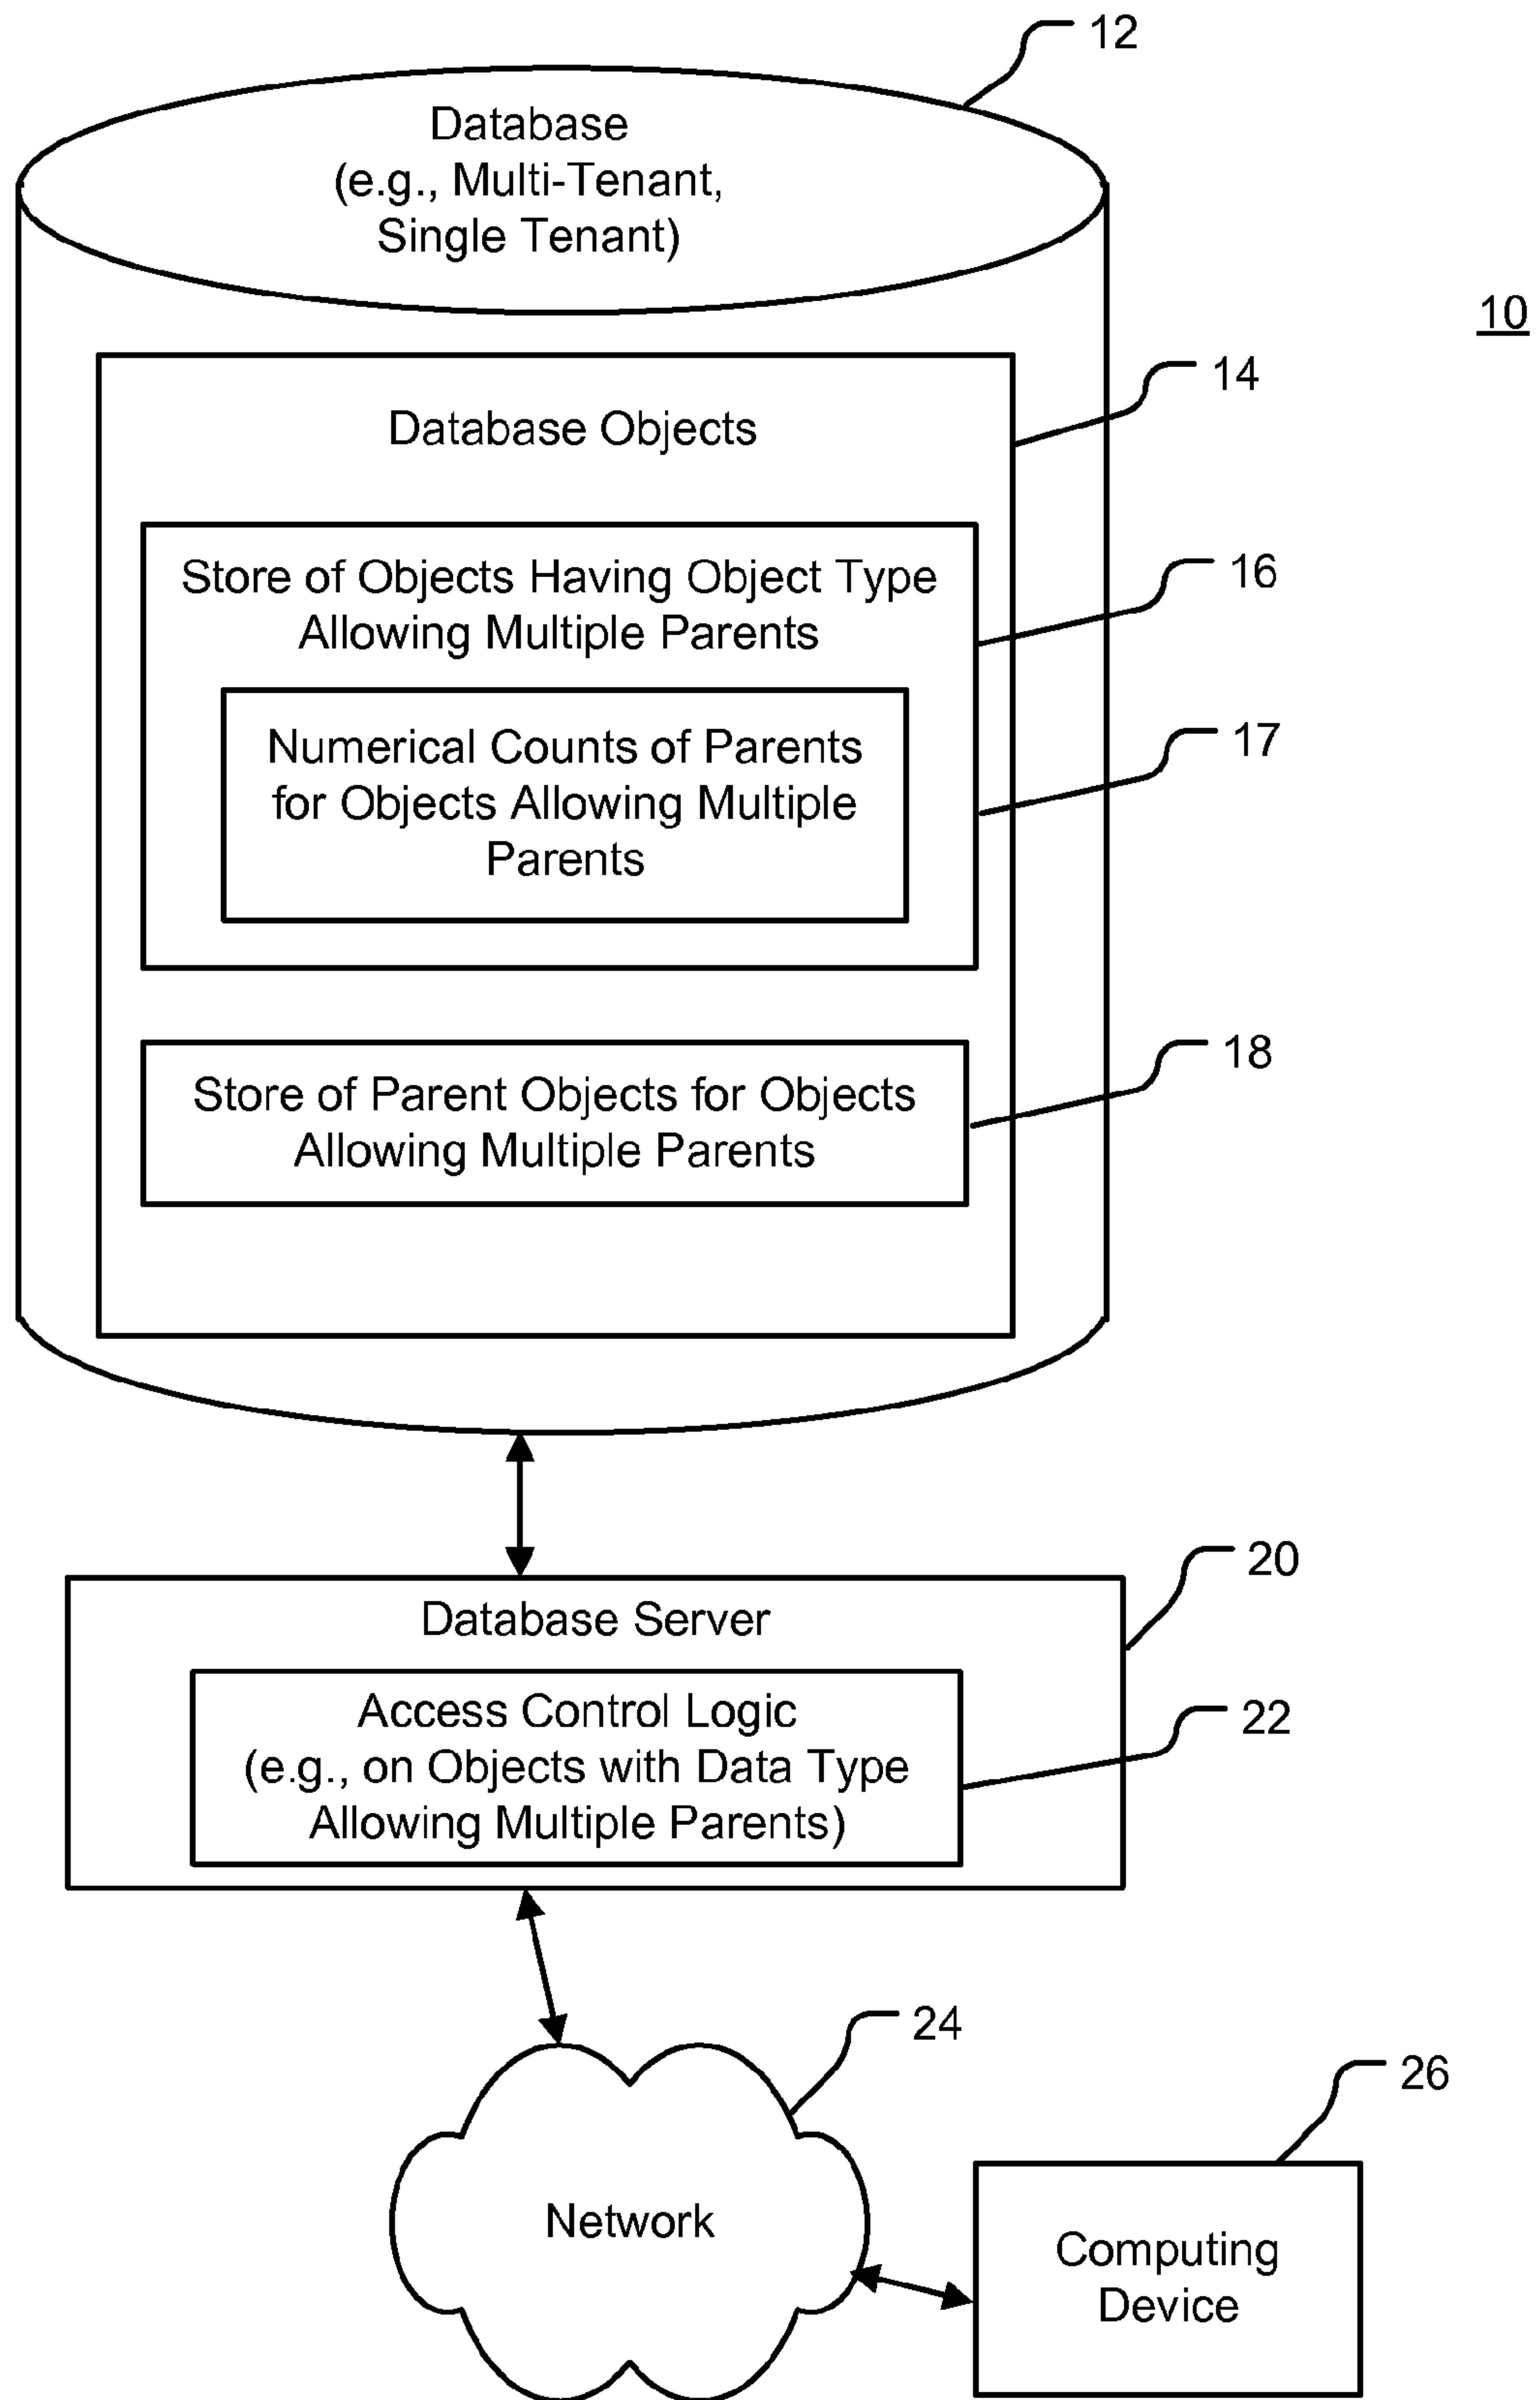 12
Database
(e.g., Multi-Tenant,
Single Tenant)
10
14
Database Objects
Store of Objects Having Object Type
Allowing Multiple Parents
16
Numerical Counts of Parents
for Objects Allowing Multiple
Parents
17
Store of Parent Objects for Objects
Allowing Multiple Parents
18
20
Database Server
Access Control Logic
(e.g., on Objects with Data Type
Allowing Multiple Parents)
22
24
Network
26
Computing
Device